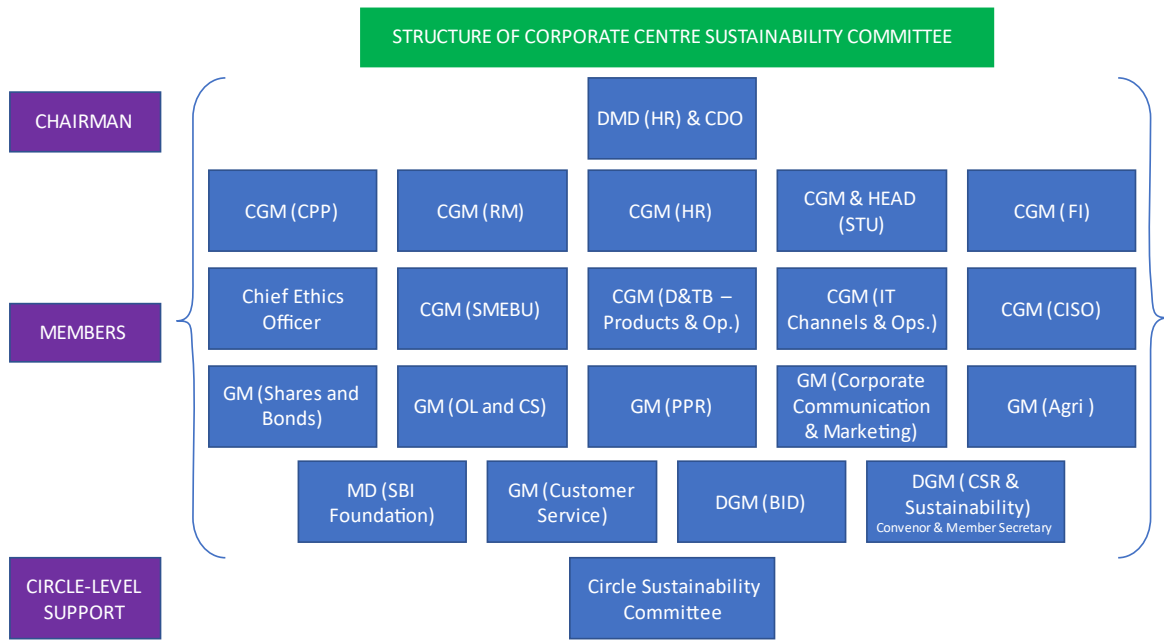 STRUCTURE OF CORPORATE CENTRE SUSTAINABILITY COMMITTEE
CHAIRMAN
DMD (HR) & CDO
MEMBERS
CGM (CPP)
CGM (RM)
CGM (HR)
CGM & HEAD
(STU)
CGM (FI)
Chief Ethics
Officer
CGM (SMEBU)
CGM (D&TB –
Products & Op.)
CGM (IT
Channels & Ops.)
CGM (CISO)
GM (Shares and
Bonds)
GM (OL and CS)
GM (PPR)
GM (Corporate
Communication
& Marketing)
GM (Agri )
MD (SBI
Foundation)
GM (Customer
Service)
DGM (BID)
DGM ( CSR &
Sustainability)
Convenor & Member Secretary
CIRCLE-LEVEL
SUPPORT
Circle Sustainability
Committee